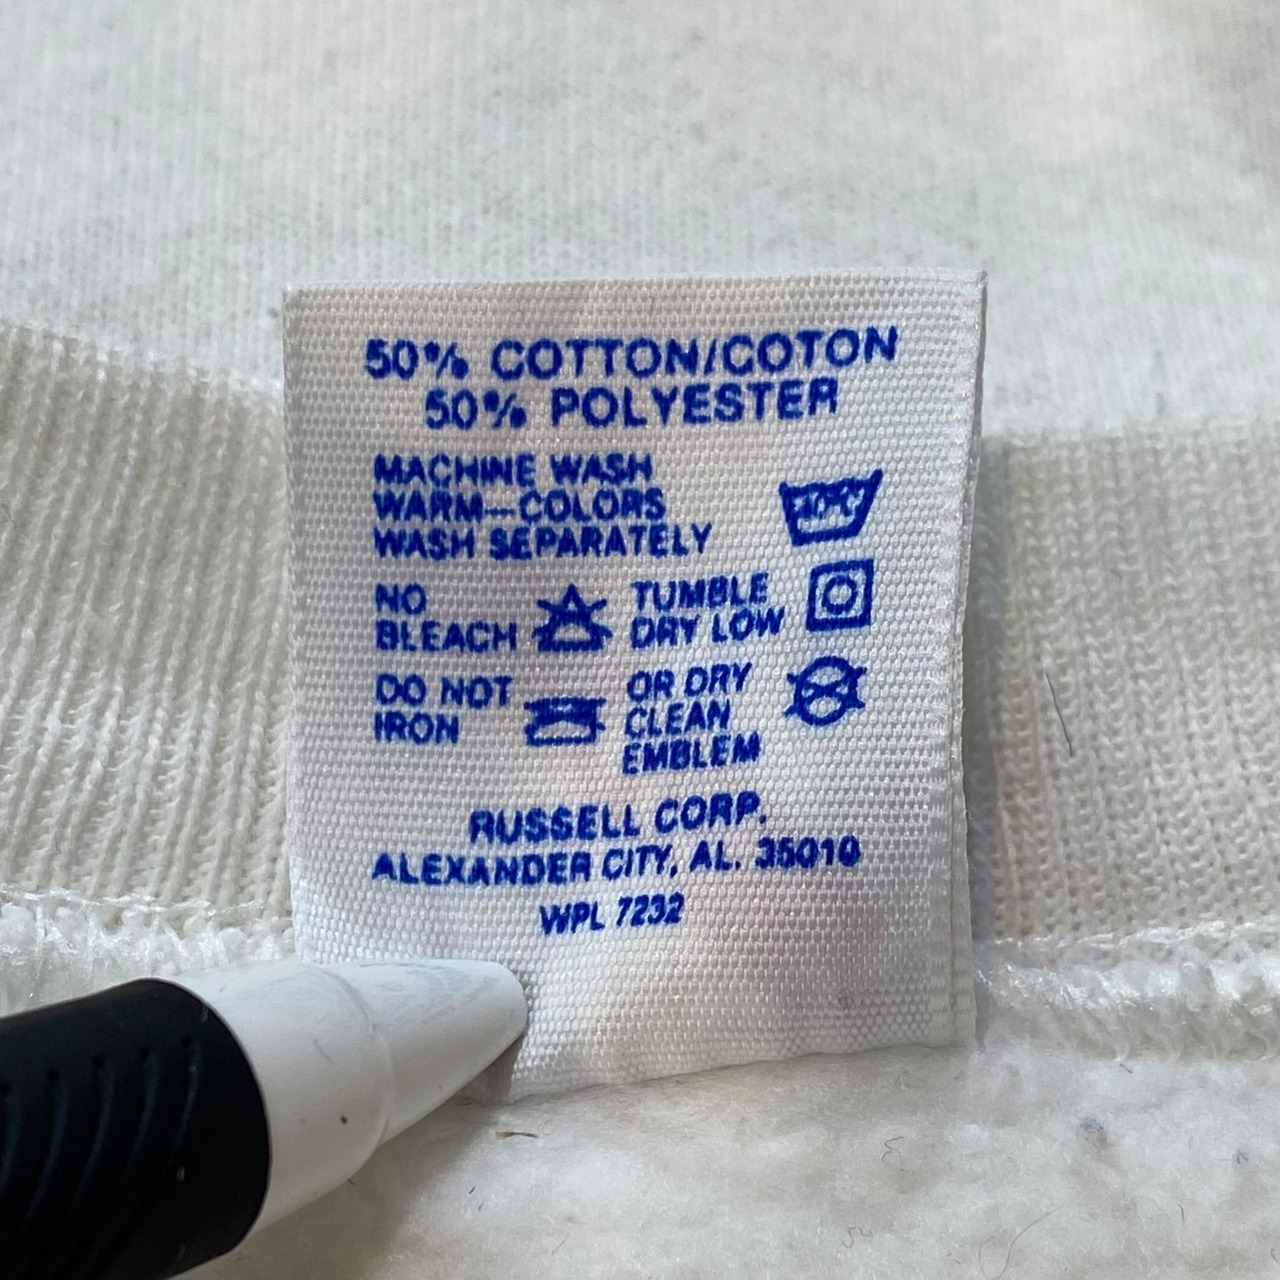 50% COTTON/COTON
50% POLYESTER
MACHINE WASH
WARM—COLORS
WASH SEPARATELY
40°C
NO
BLEACH
TUMBLE
DRY LOW
DO NOT
IRON
OR DRY
CLEAN
EMBLEM
RUSSELL CORP.
ALEXANDER CITY, AL. 35010
WPL 7232